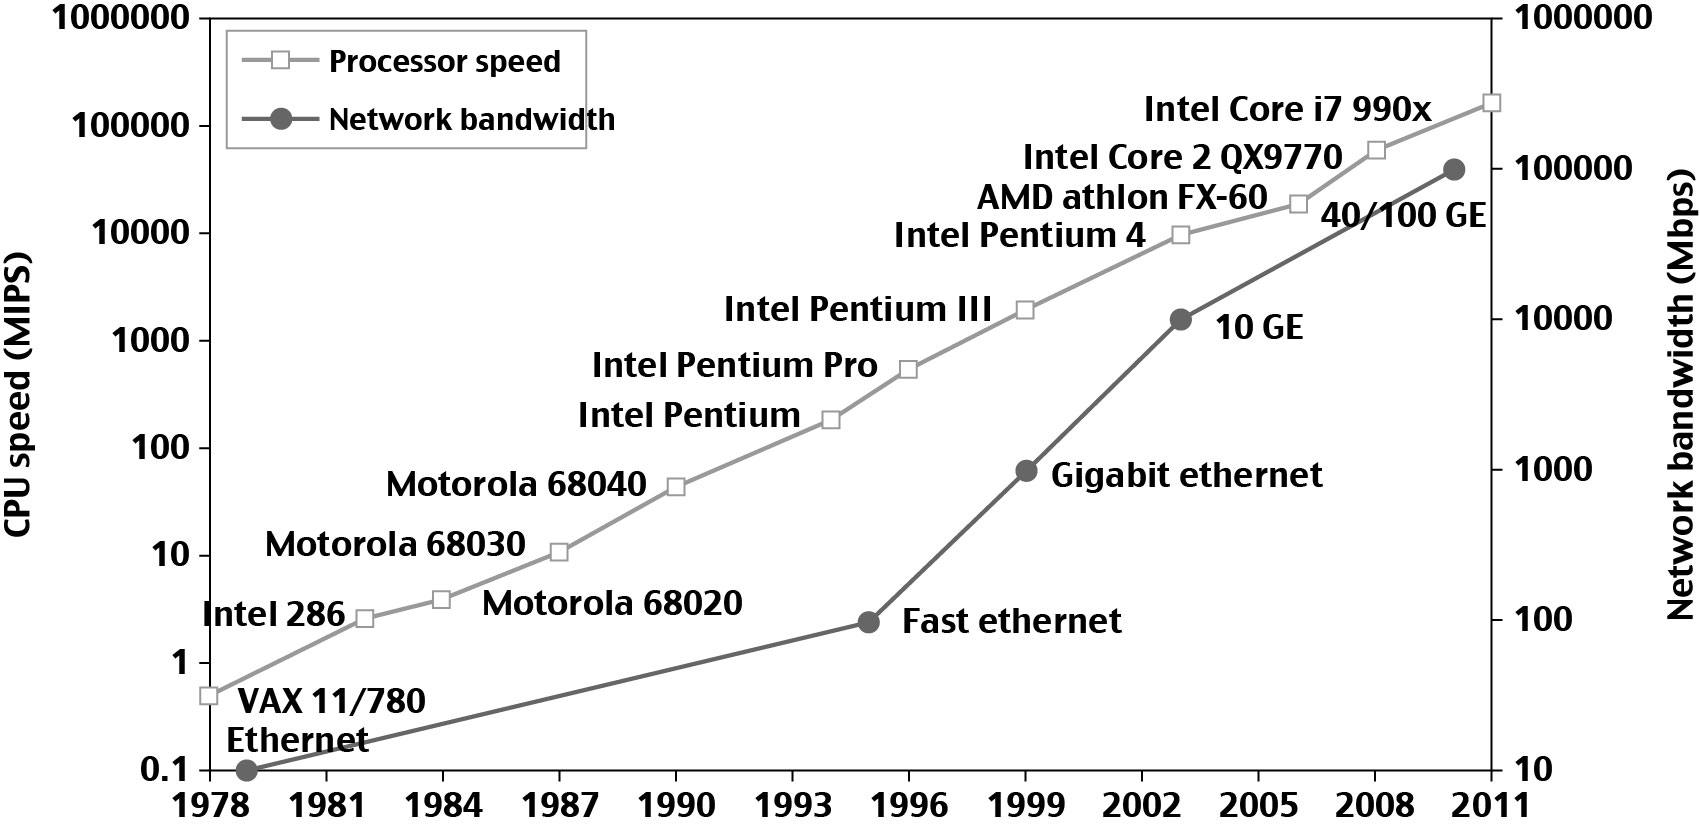 1000000
100000
10000
1000
100
10
1
0.1
CPU speed (MIPS)
Processor speed
Network bandwidth
Intel Core i7 990x
Intel Core 2 QX9770
AMD athlon FX-60
40/100 GE
Intel Pentium 4
Intel Pentium III
10 GE
Intel Pentium Pro
Intel Pentium
Motorola 68040
Gigabit ethernet
Motorola 68030
Motorola 68020
Intel 286
Fast ethernet
VAX 11/780
Ethernet
1000000
100000
10000
1000
100
10
Network bandwidth (Mbps)
1978 1981 1984 1987 1990 1993 1996 1999 2002 2005 2008 2011